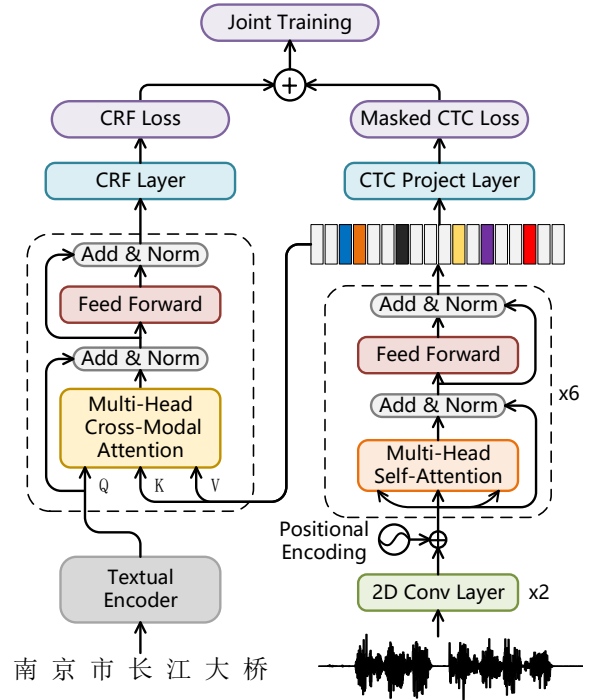 Joint Training
+
CRF Loss
Masked CTC Loss
CRF Layer
CTC Project Layer
Add & Norm
Feed Forward
Add & Norm
Multi-Head
Cross-Modal
Attention
Q K V
Textual
Encoder
南京市长江大桥
Add & Norm
Feed Forward
Add & Norm
x6
Multi-Head
Self-Attention
Positional
Encoding
2D Conv Layer
x2